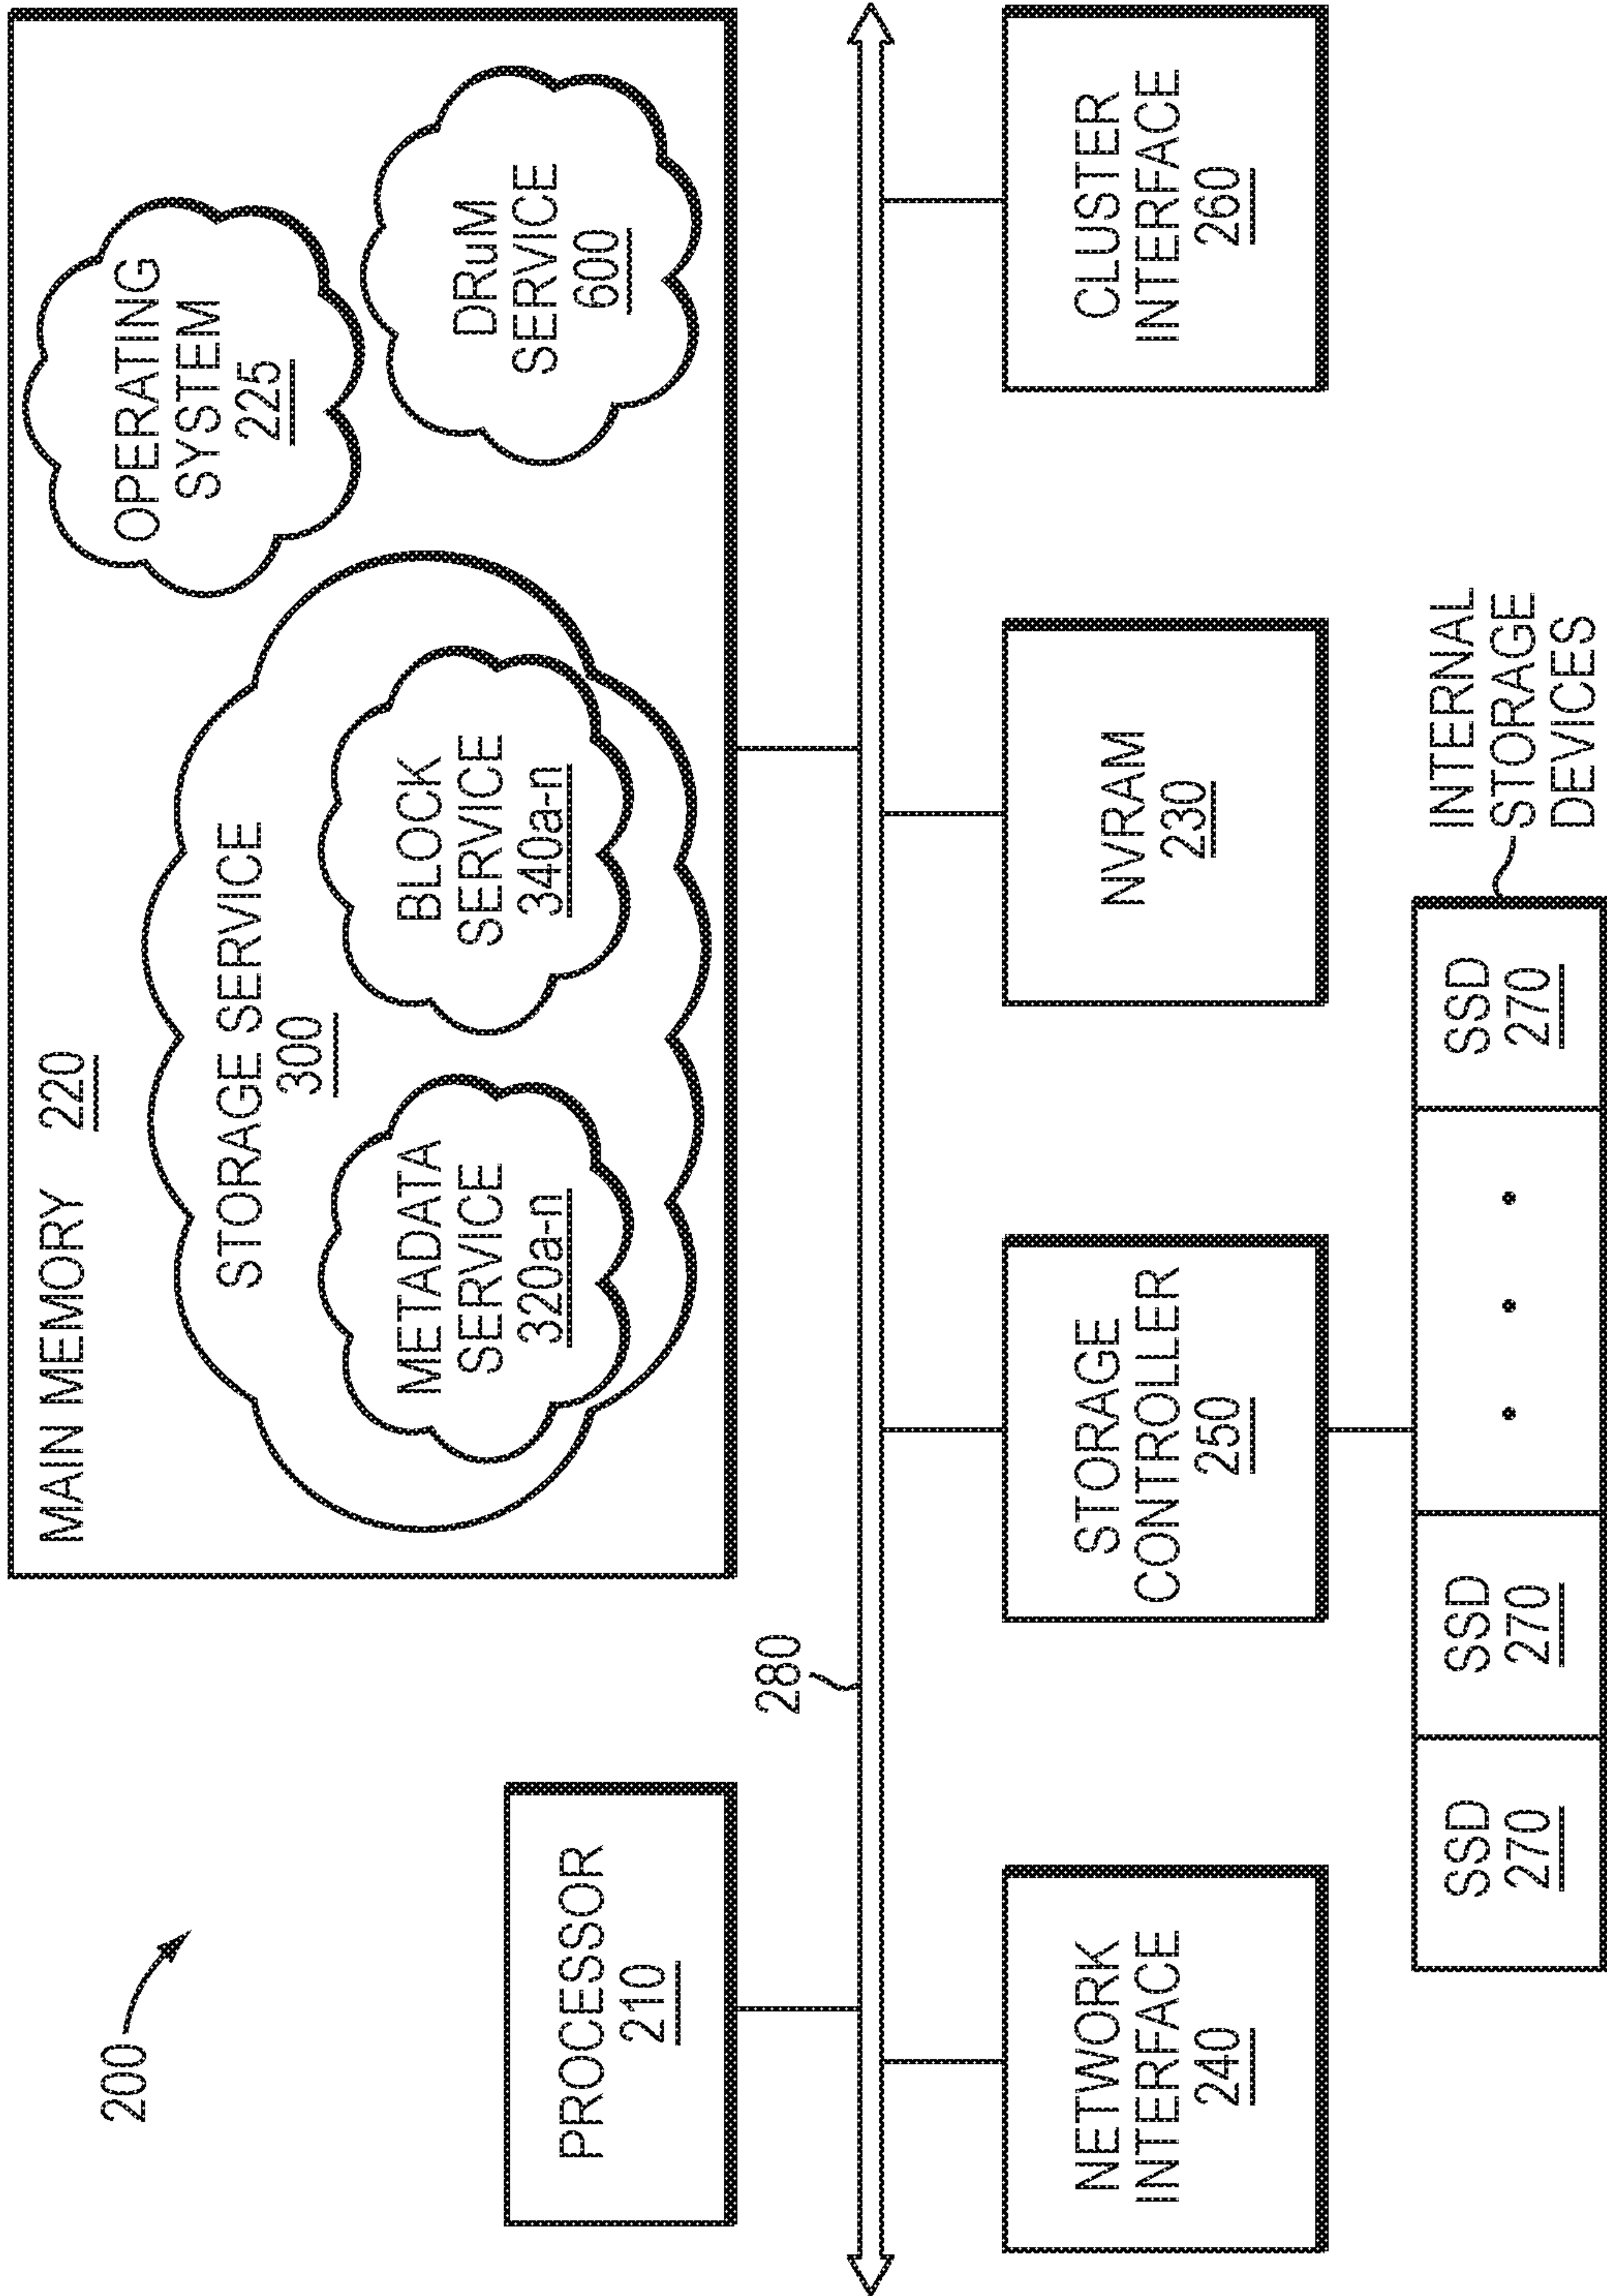 200
MAIN MEMORY 220
OPERATING
SYSTEM
225
STORAGE SERVICE
300
METADATA
SERVICE
320a-n
BLOCK
SERVICE
340a-n
DRuM
SERVICE
600
PROCESSOR
210
280
NETWORK
INTERFACE
240
STORAGE
CONTROLLER
250
NVRAM
230
CLUSTER
INTERFACE
260
SSD
270
SSD
270
SSD
270
INTERNAL
STORAGE
DEVICES